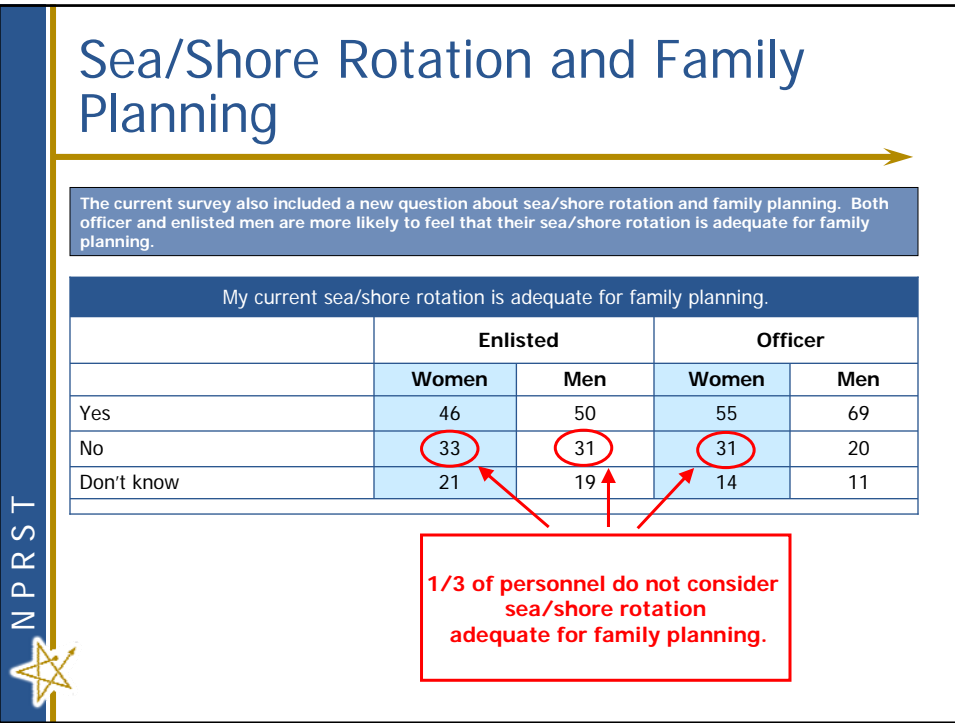 Sea/Shore Rotation and Family
Planning
The current survey also included a new question about sea/shore rotation and family planning. Both
officer and enlisted men are more likely to feel that their sea/shore rotation is adequate for family
planning.
My current sea/shore rotation is adequate for family planning.
Enlisted Officer
Women Men Women Men
Yes 46 50 55 69
No 33 31 31 20
Don't know 21 19 14 11
1/3 of personnel do not consider
sea/shore rotation
adequate for family planning.
NPRST